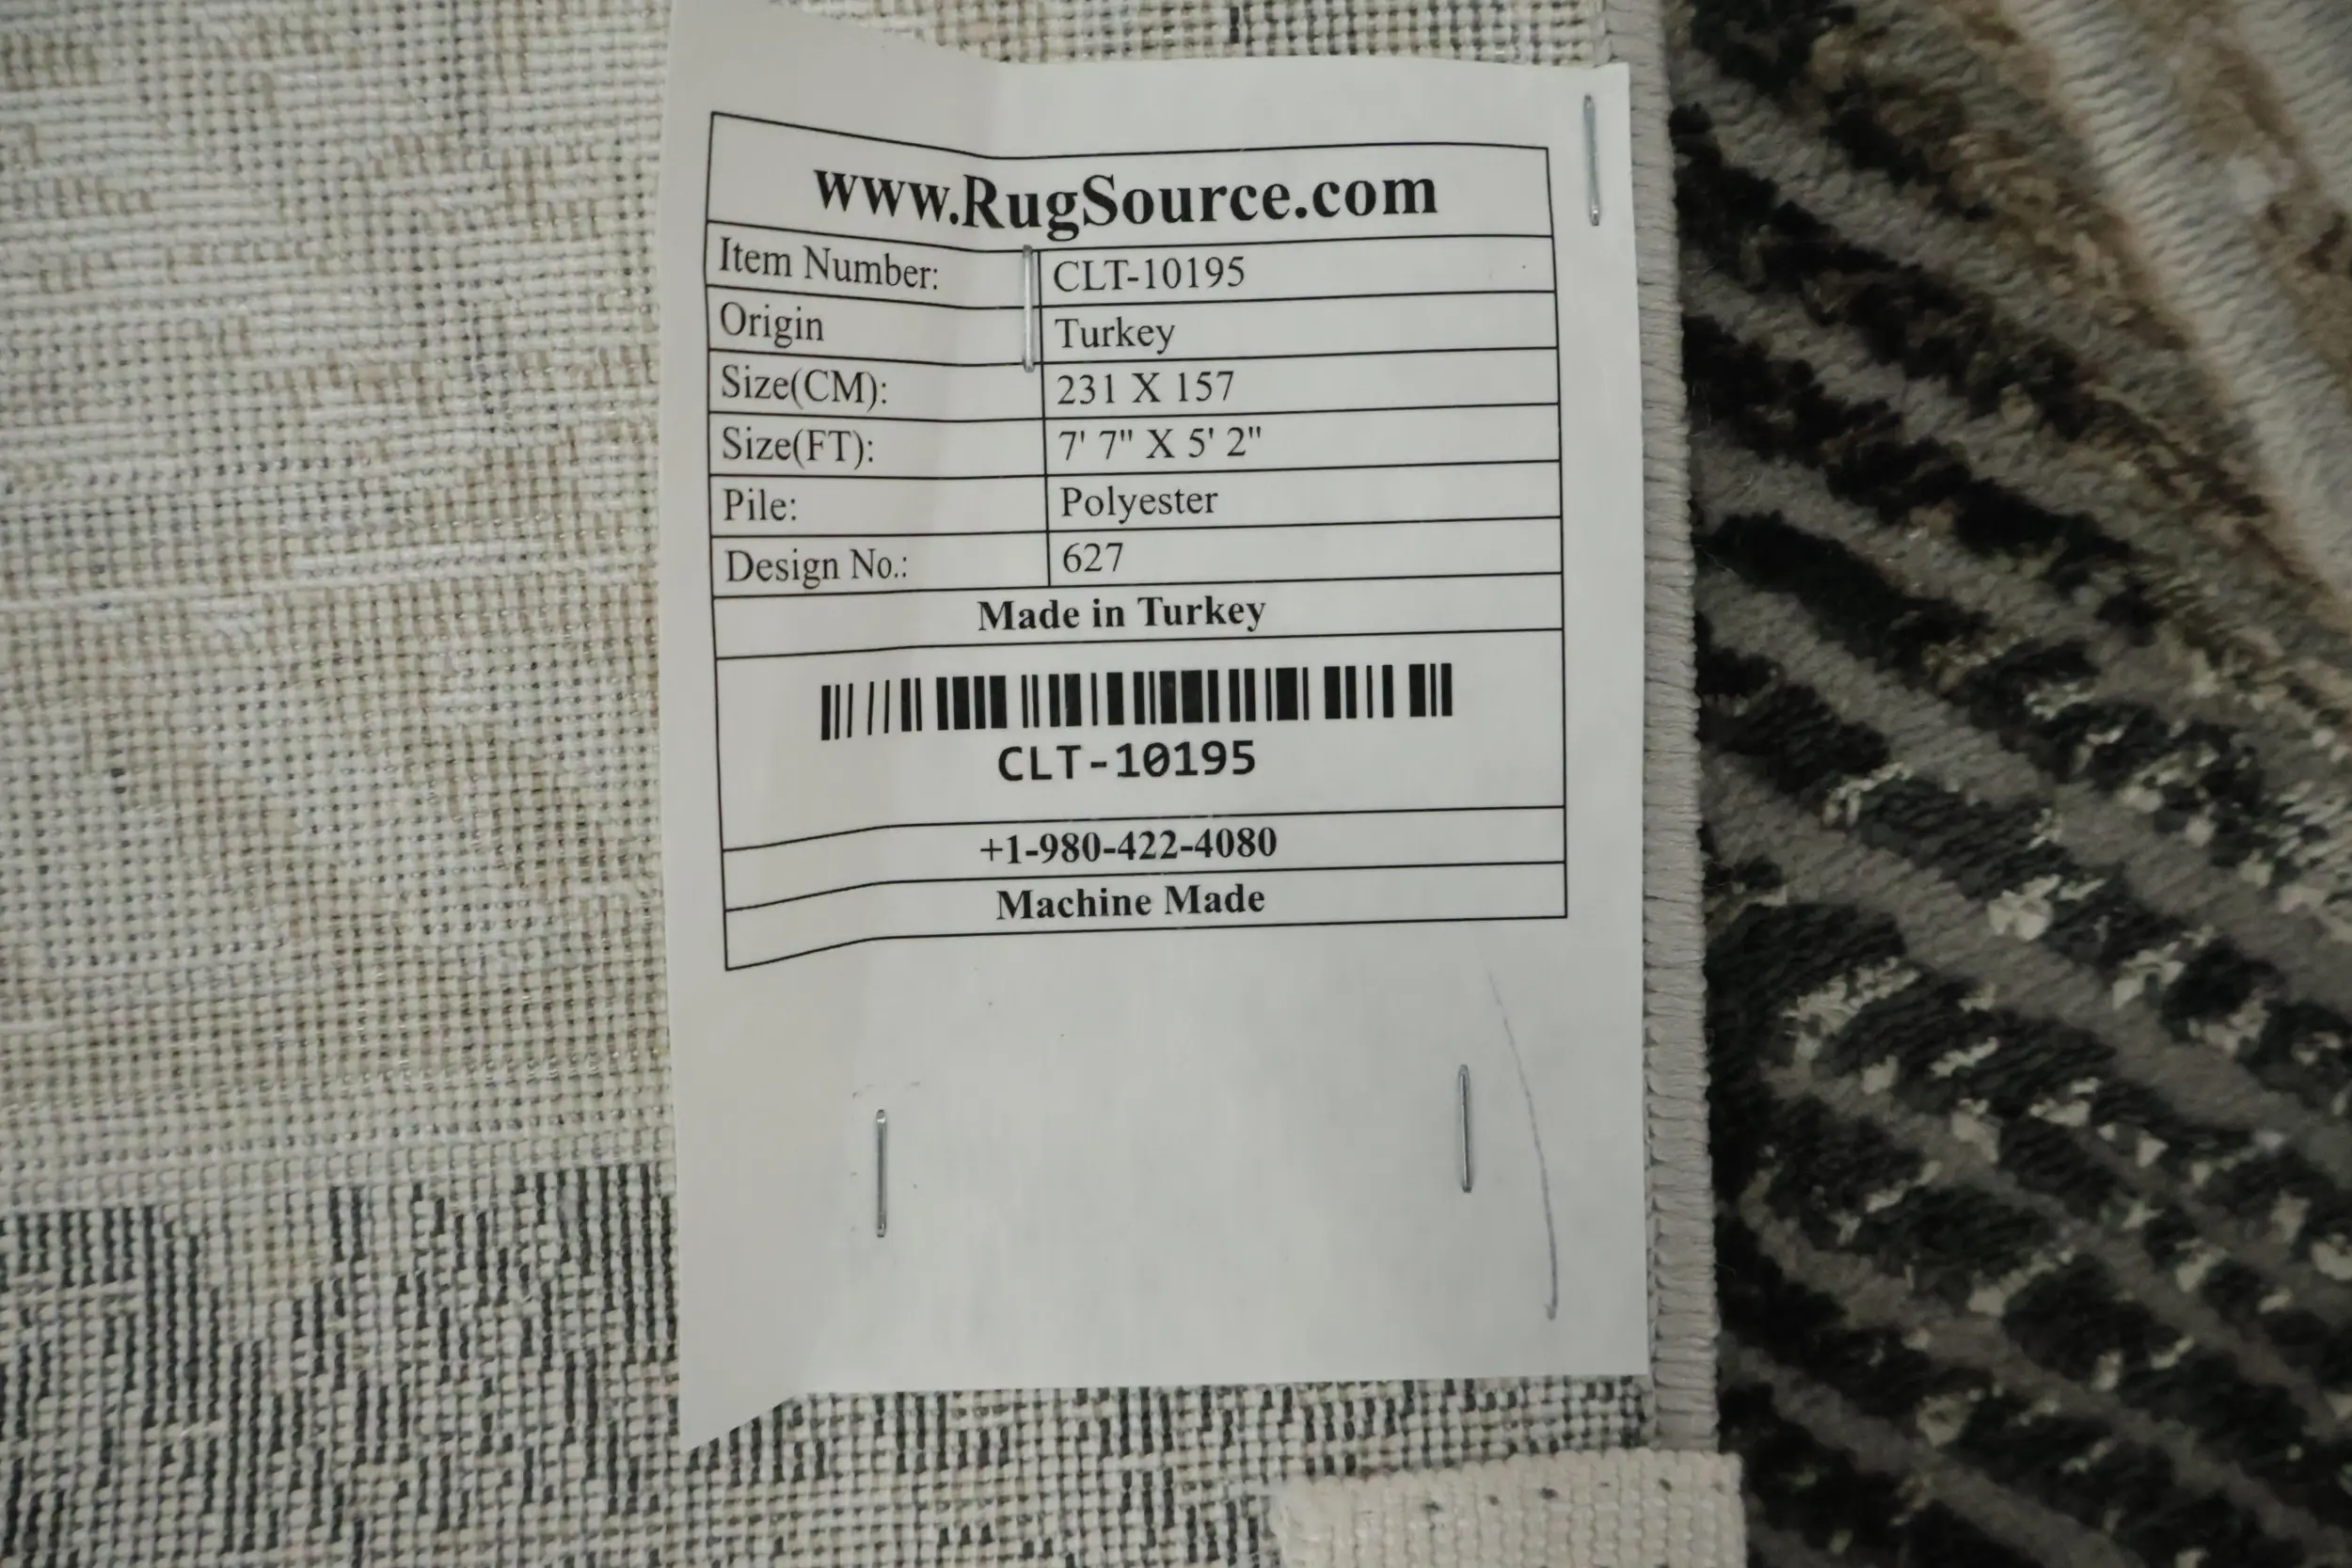 www.RugSource.com
Item Number: CLT-10195
Origin Turkey
Size(CM): 231 X 157
Size(FT): 7' 7" X 5' 2"
Pile: Polyester
Design No.: 627
Made in Turkey
CLT-10195
+1-980-422-4080
Machine Made